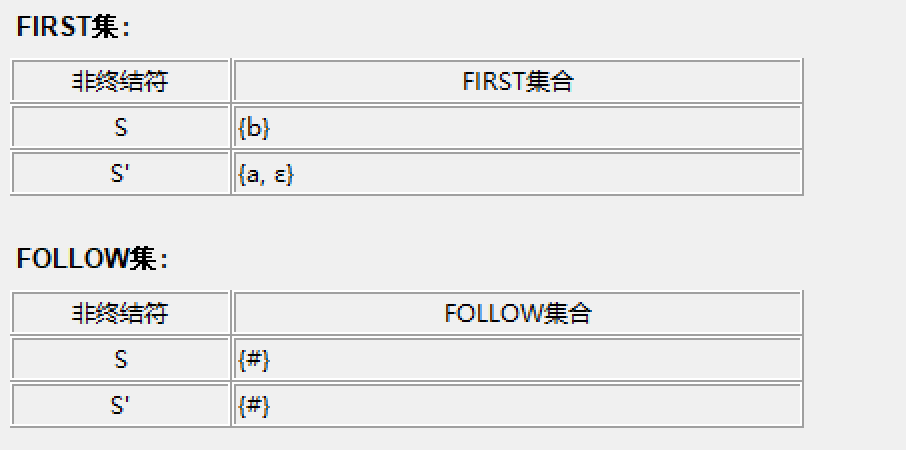 FIRST集：
非终结符 FIRST集合
S {b}
S' {a, ε}
FOLLOW集：
非终结符 FOLLOW集合
S {#}
S' {#}